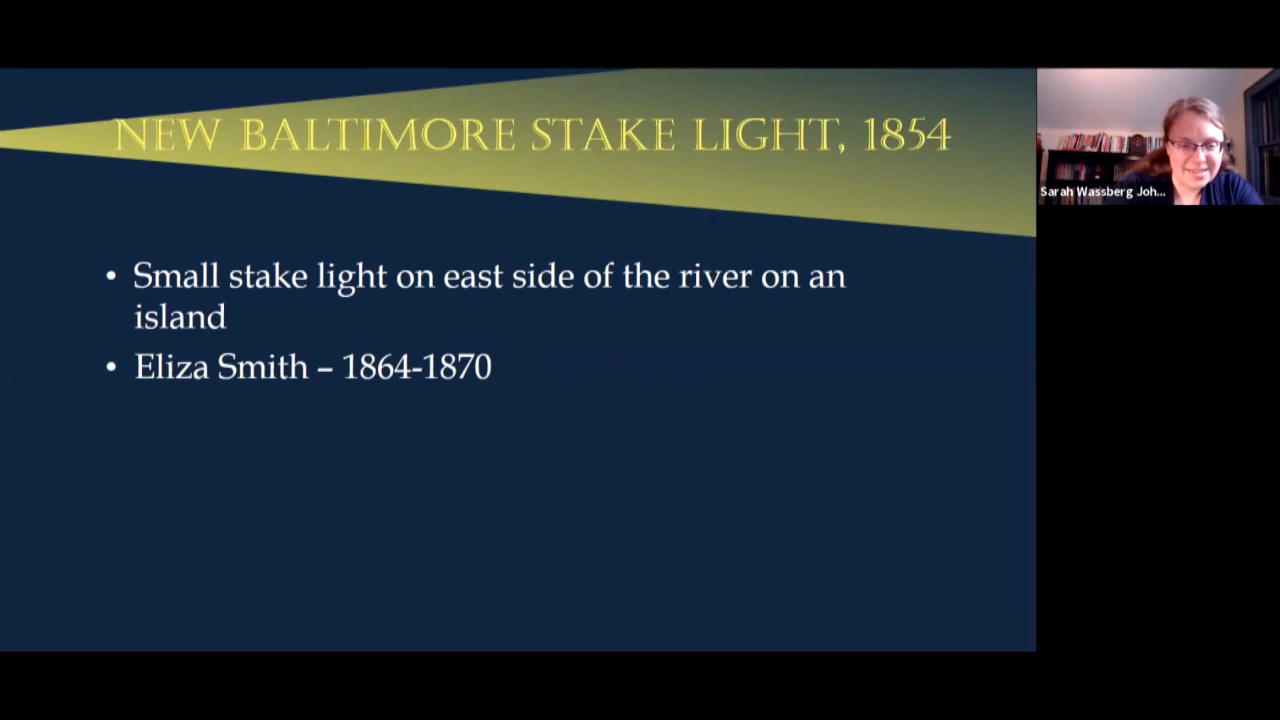 NEW BALTIMORE STAKE LIGHT, 1854
• Small stake light on east side of the river on an
island
• Eliza Smith – 1864-1870
Sarah Wassberg Joh...